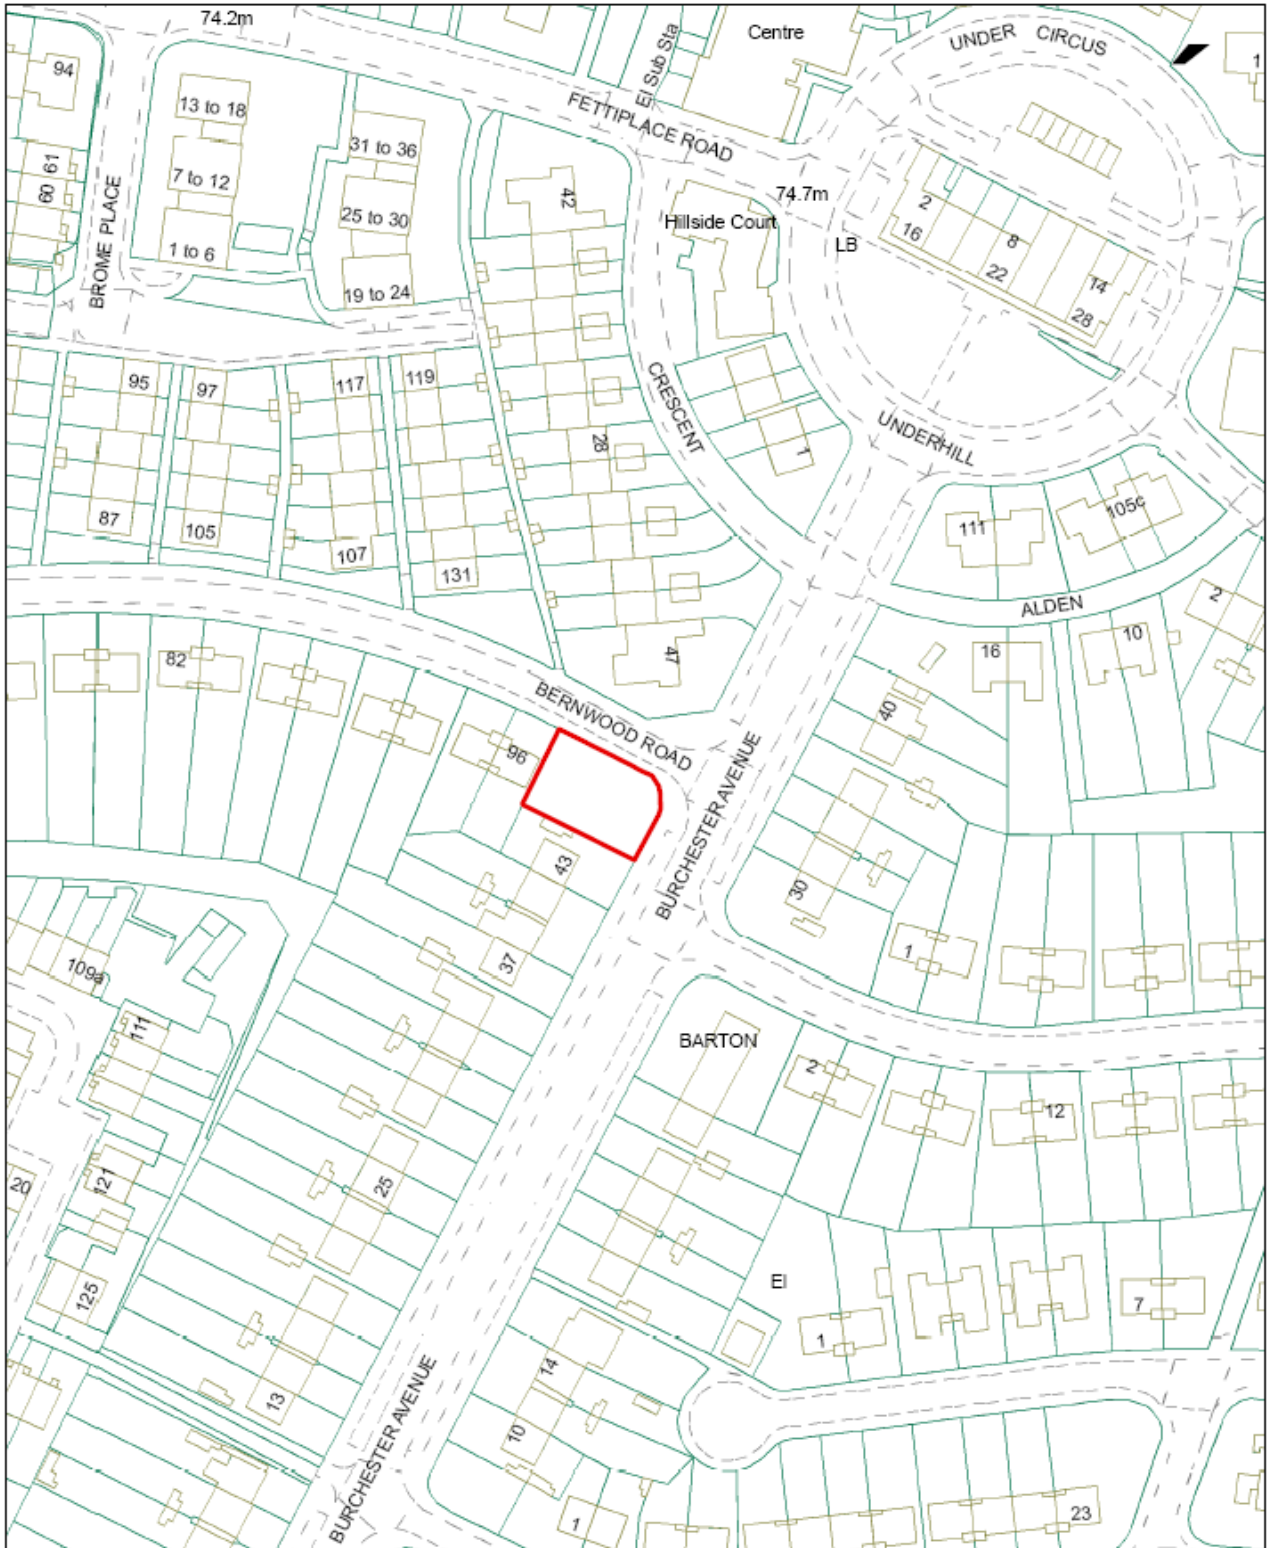 74.2m
Centre
UNDER CIRCUS
El Sub Sta
94
1
13 to 18
FETTIPLACE ROAD
31 to 36
61
7 to 12
60
42
74.7m
2
BROME PLACE
25 to 30
Hillside Court
16
8
LB
1 to 6
22
14
19 to 24
28
95
97
117
119
CRESCENT
UNDERHILL
28
1
87
105
107
131
111
105c
ALDEN
2
82
47
16
10
BERNWOOD ROAD
96
40
BURCHESTER AVENUE
43
30
37
1
109a
111
BARTON
2
12
121
20
25
El
125
1
7
14
13
10
BURCHESTER AVENUE
1
23